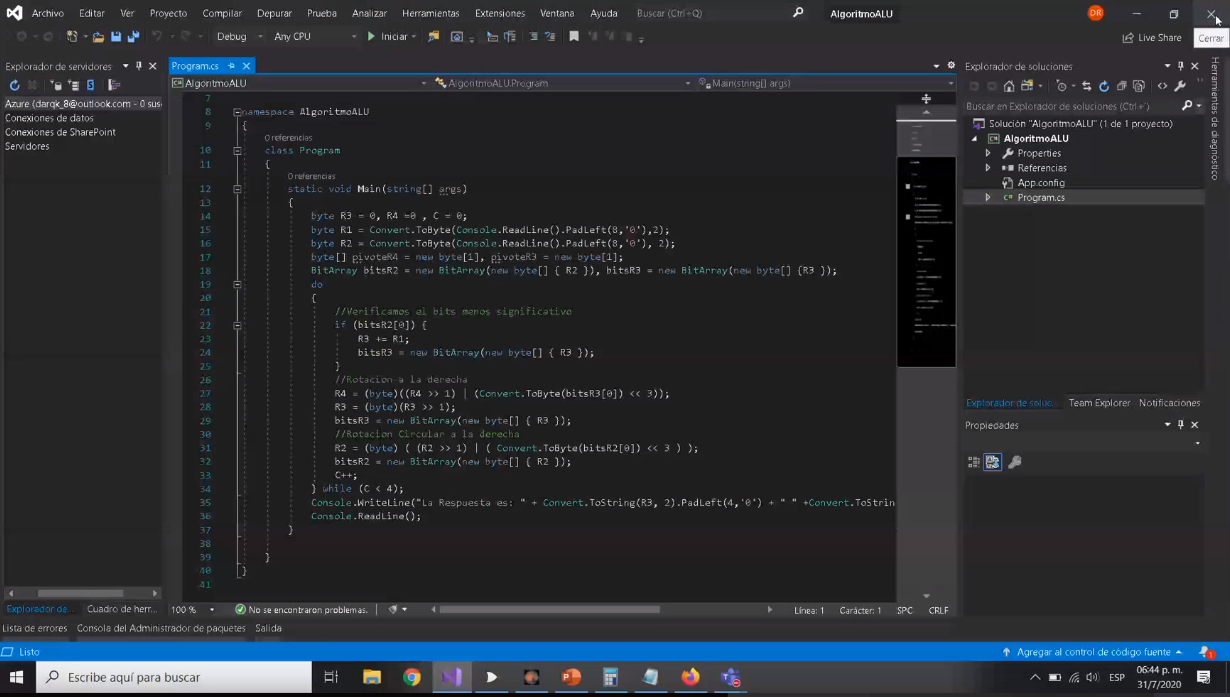 Archivo Editar Ver Proyecto Compilar Depurar Prueba Analizar Herramientas Extensiones Ventana Ayuda Buscar (Ctrl+Q) AlgoritmoALU DR
Debug Any CPU Iniciar Live Share Cerrar
Explorador de servidores
Azure (darqk_8@outlook.com - 0 susc
Conexiones de datos
Conexiones de SharePoint
Servidores
Program.cs
AlgoritmoALU AlgoritmoALU.Program Main(string[] args)
7
8 namespace AlgoritmoALU
9 {
0 referencias
10 class Program
11 {
0 referencias
12 static void Main(string[] args)
13 {
14 byte R3 = 0, R4 =0 , C = 0;
15 byte R1 = Convert.ToByte(Console.ReadLine().PadLeft(8,'0'),2);
16 byte R2 = Convert.ToByte(Console.ReadLine().PadLeft(8,'0'), 2);
17 byte[] pivoteR4 = new byte[1], pivoteR3 = new byte[1];
18 BitArray bitsR2 = new BitArray(new byte[] { R2 }), bitsR3 = new BitArray(new byte[] {R3 });
19 do
20 {
21 //Verificamos el bits menos significativo
22 if (bitsR2[0]) {
23 R3 += R1;
24 bitsR3 = new BitArray(new byte[] { R3 });
25 }
26 //Rotacion a la derecha
27 R4 = (byte)((R4 >> 1) | (Convert.ToByte(bitsR3[0]) << 3));
28 R3 = (byte)(R3 >> 1);
29 bitsR3 = new BitArray(new byte[] { R3 });
30 //Rotacion Circular a la derecha
31 R2 = (byte) ( (R2 >> 1) | ( Convert.ToByte(bitsR2[0]) << 3 ) );
32 bitsR2 = new BitArray(new byte[] { R2 });
33 C++;
34 } while (C < 4);
35 Console.WriteLine("La Respuesta es: " + Convert.ToString(R3, 2).PadLeft(4,'0') + " " +Convert.ToString
36 Console.ReadLine();
37 }
38
39 }
40 }
41
Explorador de soluciones
Buscar en Explorador de soluciones (Ctrl+')
Solución "AlgoritmoALU" (1 de 1 proyecto)
AlgoritmoALU
Properties
Referencias
App.config
Program.cs
Explorador de soluc... Team Explorer Notificaciones
Propiedades
Herramientas de diagnóstico
Explorador de... Cuadro de herr... 100 % No se encontraron problemas. Línea: 1 Carácter: 1 SPC CRLF
Lista de errores Consola del Administrador de paquetes Salida
Listo Agregar al control de código fuente 1
Escribe aquí para buscar ESP 06:44 p. m.
31/7/2020